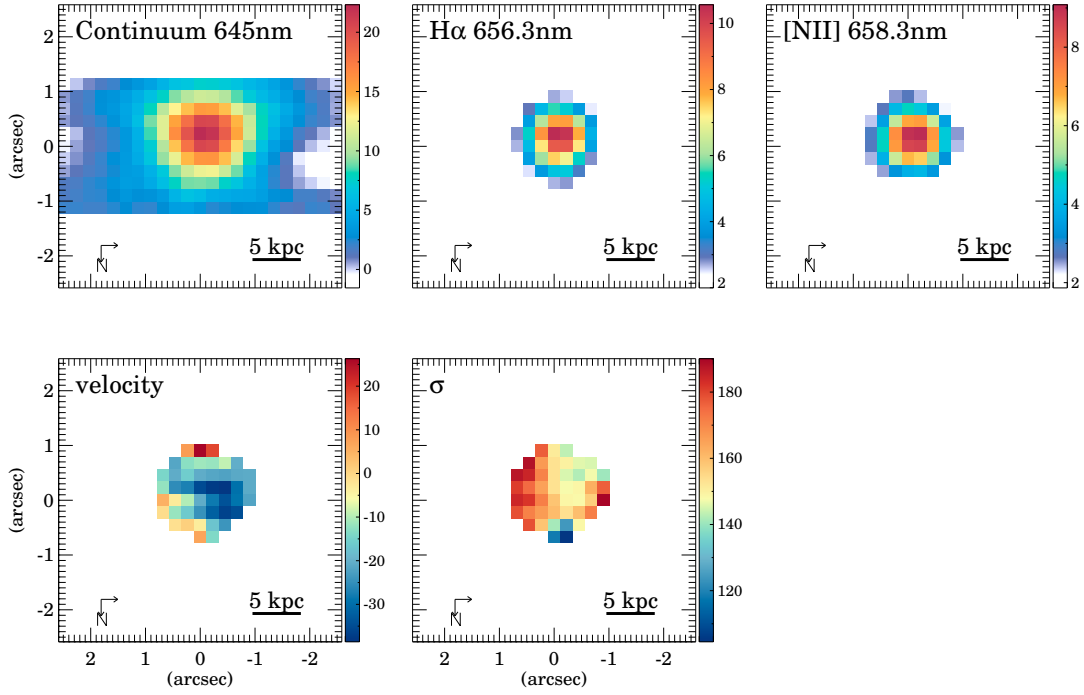 Continuum 645nm
Hα 656.3nm
[NII] 658.3nm
2
1
0
-1
-2
(arcsec)
N
5 kpc
20
15
10
5
0
N
5 kpc
10
8
6
4
2
N
5 kpc
8
6
4
2
velocity
σ
2
1
0
-1
-2
(arcsec)
N
5 kpc
2
1
0
-1
-2
(arcsec)
20
10
0
-10
-20
-30
N
5 kpc
2
1
0
-1
-2
(arcsec)
180
160
140
120